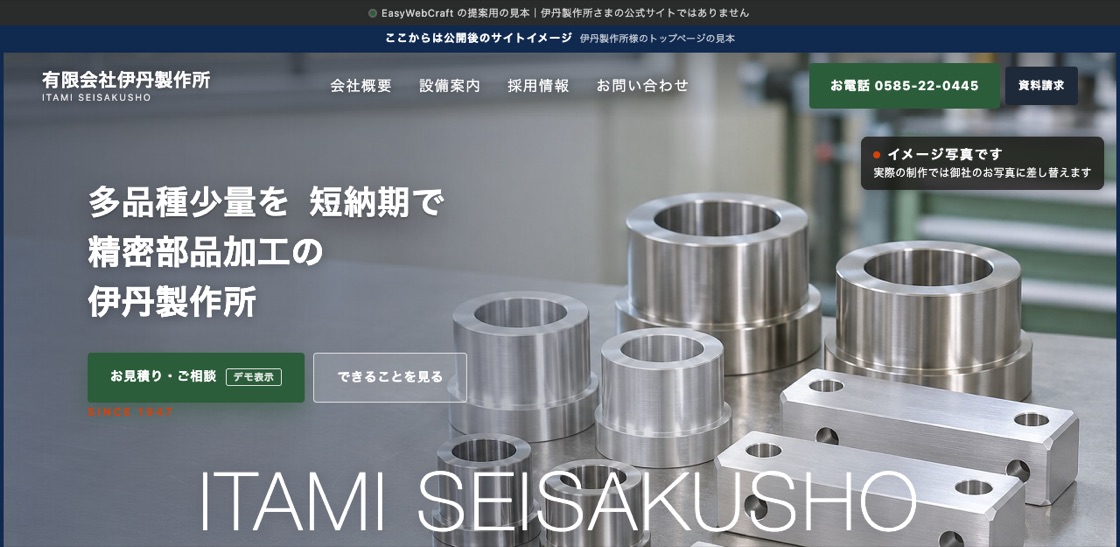 EasyWebCraft の提案用の見本｜伊丹製作所さまの公式サイトではありません
ここからは公開後のサイトイメージ 伊丹製作所様のトップページの見本
有限会社伊丹製作所
ITAMI SEISAKUSHO
会社概要 設備案内 採用情報 お問い合わせ
お電話 0585-22-0445
資料請求
イメージ写真です
実際の制作では御社のお写真に差し替えます
多品種少量を 短納期で
精密部品加工の
伊丹製作所
お見積り・ご相談 デモ表示
できることを見る
SINCE
ITAMI SEISAKUSHO